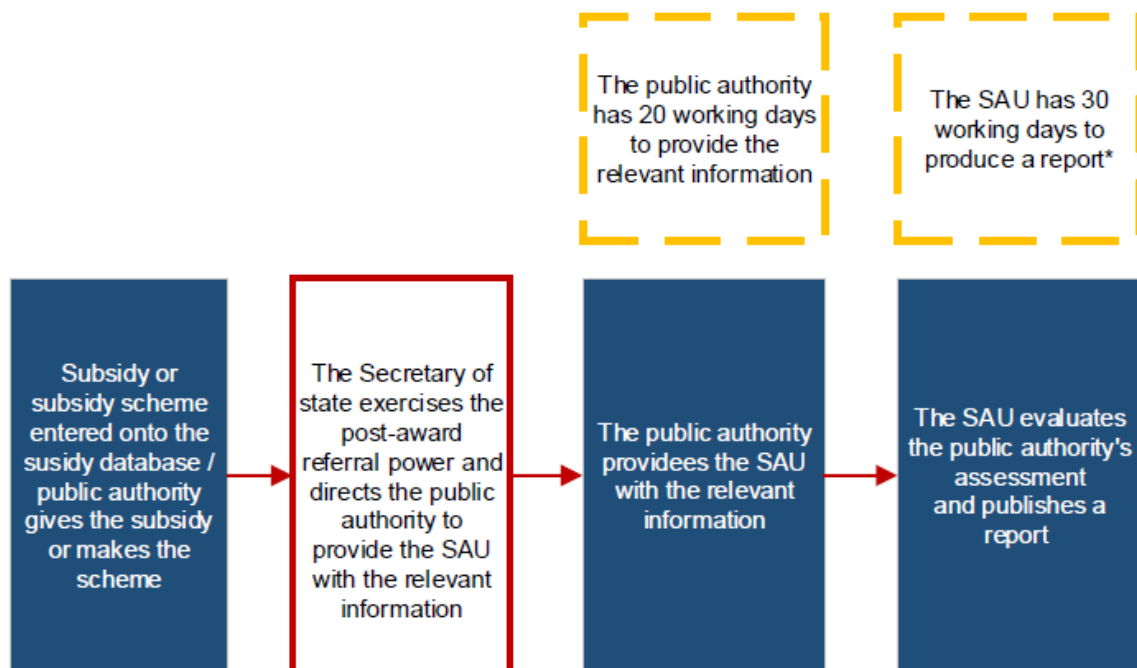 The public authority
has 20 working days
to provide the
relevant information
The SAU has 30
working days to
produce a report*
Subsidy or
subsidy scheme
entered onto the
susidy database /
public authority
gives the subsidy
or makes the
scheme
The Secretary of
state exercises the
post-award
referral power and
directs the public
authority to
provide the SAU
with the relevant
information
The public authority
providees the SAU
with the relevant
information
The SAU evaluates
the public authority's
assessment
and publishes a
report